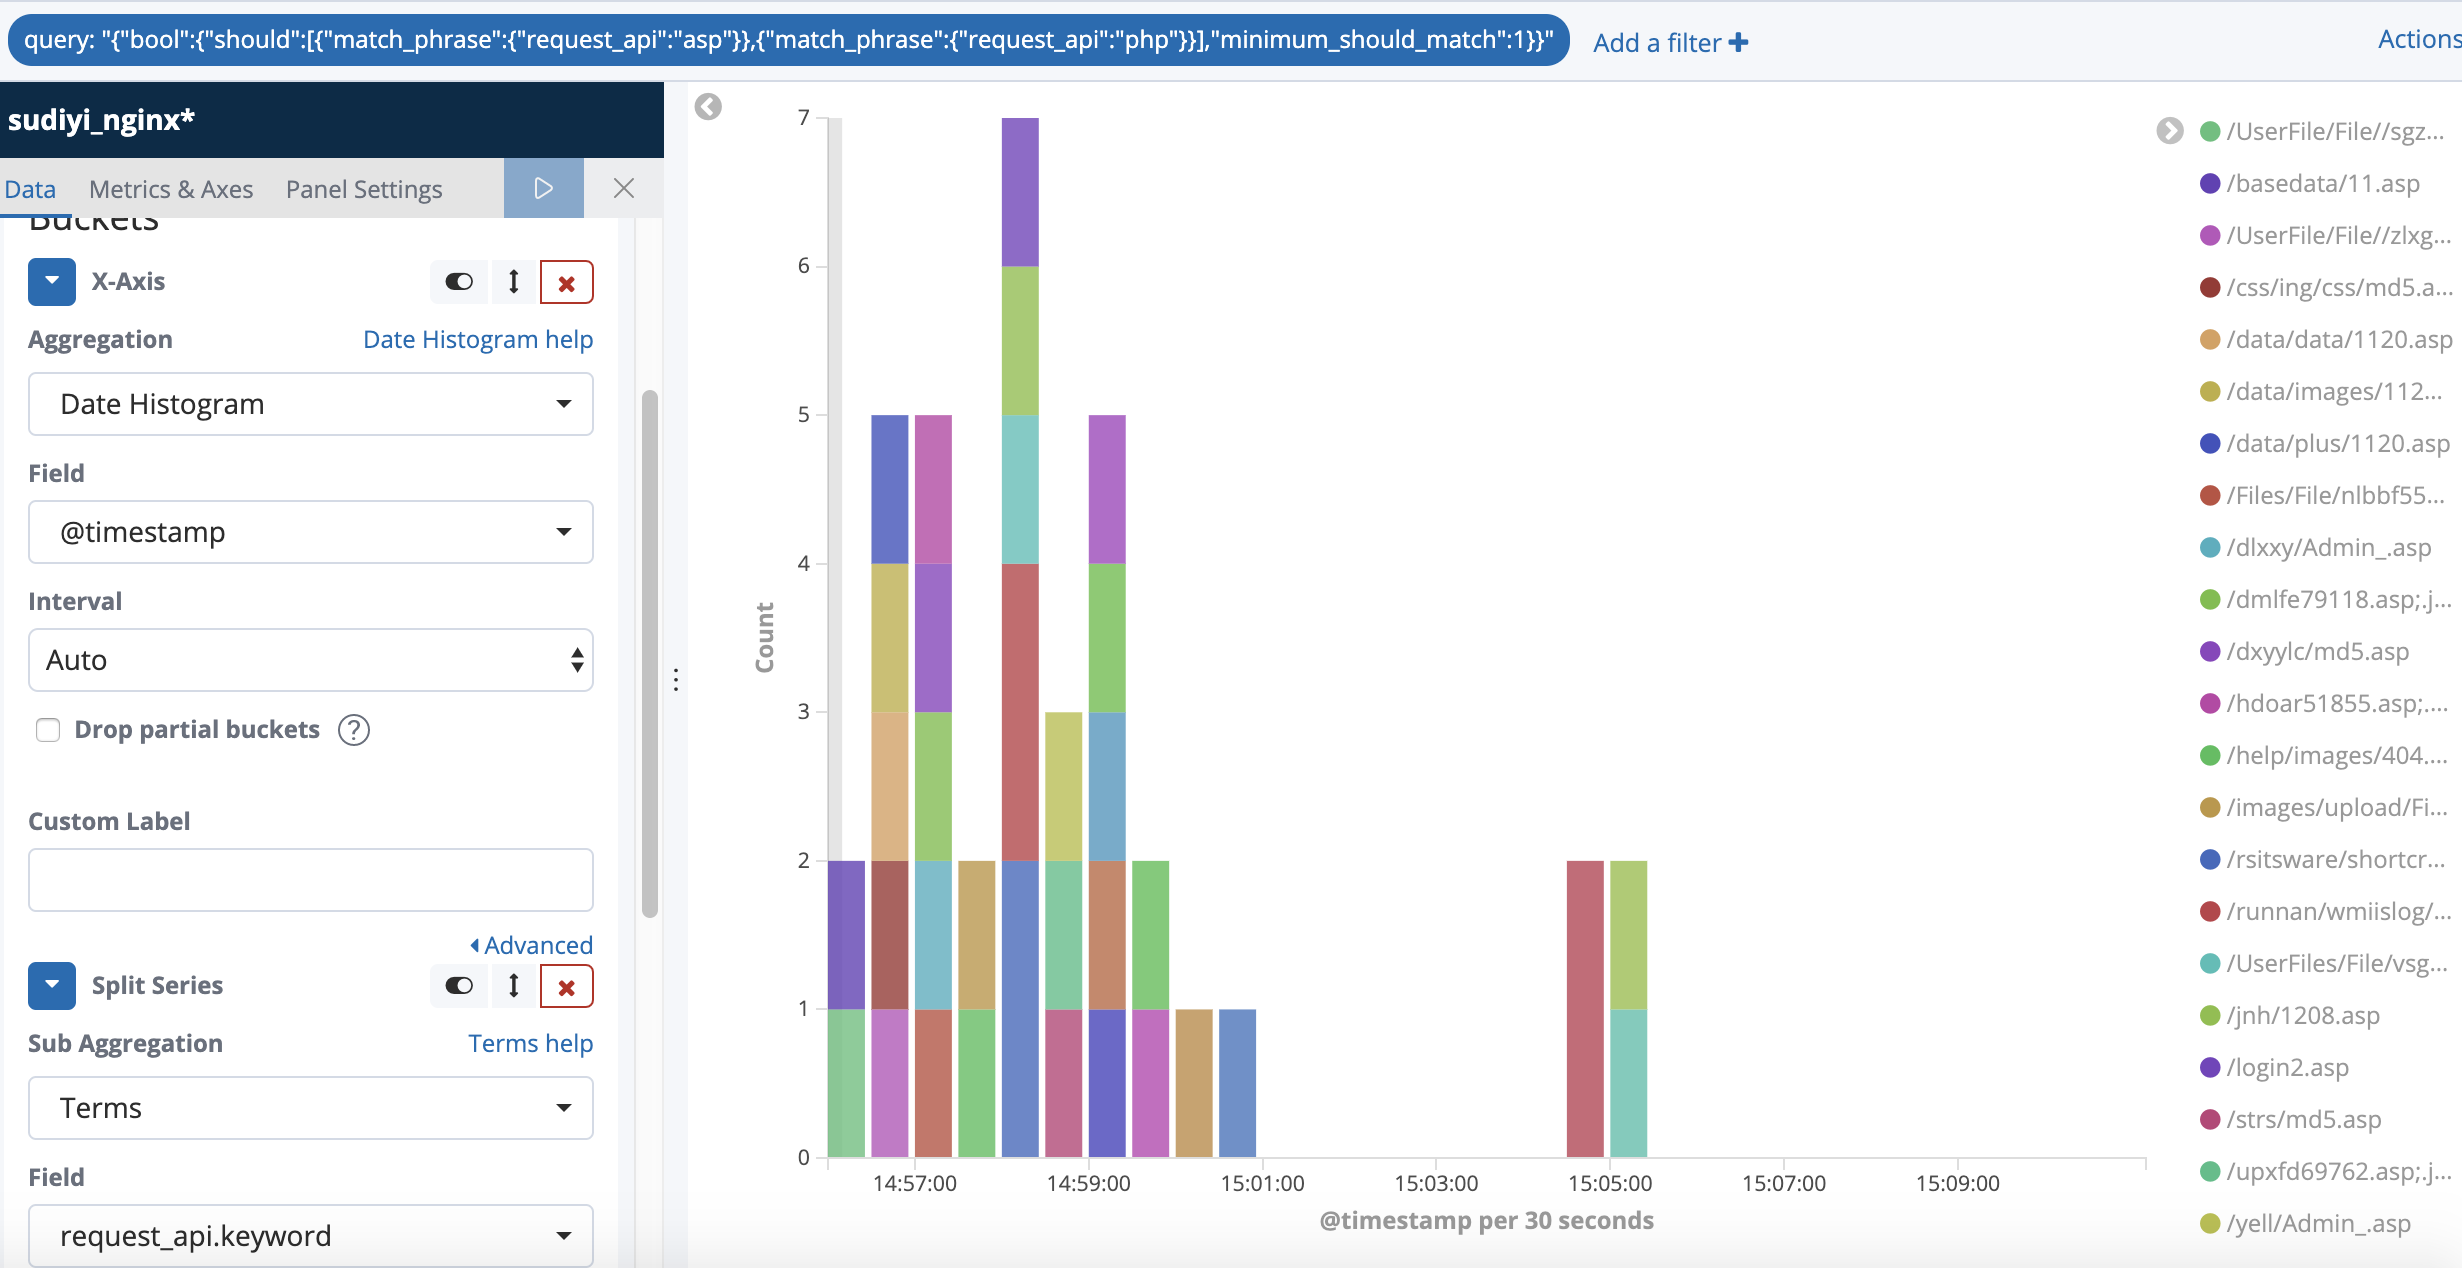 query: "{"bool":{"should":[{"match_phrase":{"request_api":"asp"}},{"match_phrase":{"request_api":"php"}}],"minimum_should_match":1}}"
Add a filter
Actions
sudiyi_nginx*
Data
Metrics & Axes
Panel Settings
Buckets
X-Axis
Aggregation
Date Histogram help
Date Histogram
Field
@timestamp
Interval
Auto
Drop partial buckets
?
Custom Label
Advanced
Split Series
Sub Aggregation
Terms help
Terms
Field
request_api.keyword
7
6
5
4
3
2
1
0
Count
14:57:00
14:59:00
15:01:00
15:03:00
15:05:00
15:07:00
15:09:00
@timestamp per 30 seconds
/UserFile/File//sgz...
/basedata/11.asp
/UserFile/File//zlxg...
/css/ing/css/md5.a...
/data/data/1120.asp
/data/images/112...
/data/plus/1120.asp
/Files/File/nlbbf55...
/dlxxy/Admin_.asp
/dmlfe79118.asp;.j...
/dxyylc/md5.asp
/hdoar51855.asp;....
/help/images/404....
/images/upload/Fi...
/rsitsware/shortcr...
/runnan/wmiislog/...
/UserFiles/File/vsg...
/jnh/1208.asp
/login2.asp
/strs/md5.asp
/upxfd69762.asp;.j...
/yell/Admin_.asp